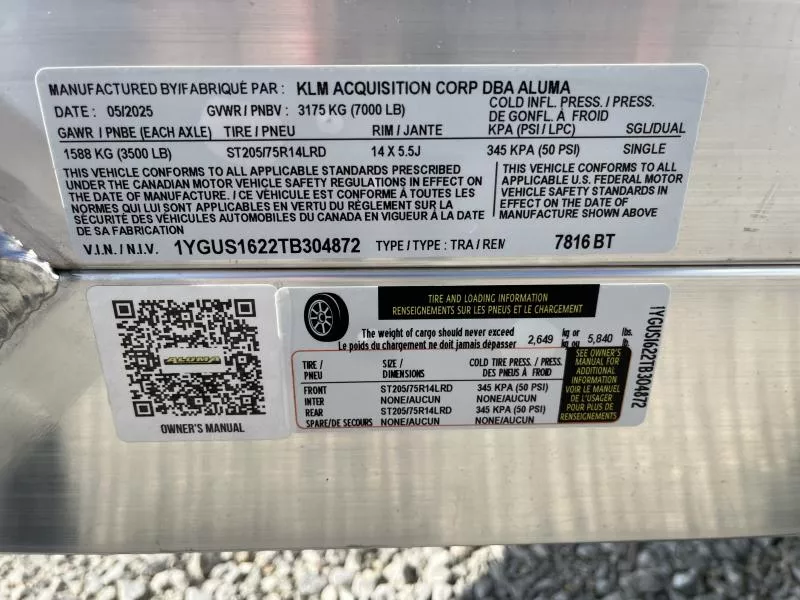 MANUFACTURED BY/FABRIQUÉ PAR : KLM ACQUISITION CORP DBA ALUMA
DATE : 05/2025 GVWR / PNBV : 3175 KG (7000 LB) COLD INFL. PRESS. / PRESS. DE GONFL. À FROID
GAWR / PNBE (EACH AXLE) TIRE / PNEU RIM / JANTE KPA (PSI / LPC) SGL/DUAL
1588 KG (3500 LB) ST205/75R14LRD 14 X 5.5J 345 KPA (50 PSI) SINGLE
THIS VEHICLE CONFORMS TO ALL APPLICABLE STANDARDS PRESCRIBED
UNDER THE CANADIAN MOTOR VEHICLE SAFETY REGULATIONS IN EFFECT ON
THE DATE OF MANUFACTURE. / CE VÉHICULE EST CONFORME À TOUTES LES
NORMES QUI LUI SONT APPLICABLES EN VERTU DU RÈGLEMENT SUR LA
SÉCURITÉ DES VÉHICULES AUTOMOBILES DU CANADA EN VIGUEUR À LA DATE
DE SA FABRICATION
THIS VEHICLE CONFORMS TO ALL
APPLICABLE U.S. FEDERAL MOTOR
VEHICLE SAFETY STANDARDS IN
EFFECT ON THE DATE OF
MANUFACTURE SHOWN ABOVE
V.I.N. / N.I.V. 1YGUS1622TB304872 TYPE / TYPE : TRA / REM 7816 BT
ALUMA
OWNER'S MANUAL
TIRE AND LOADING INFORMATION
RENSEIGNEMENTS SUR LES PNEUS ET LE CHARGEMENT
The weight of cargo should never exceed
Le poids du chargement ne doit jamais dépasser
2,649 kg or kg ou 5,840 lbs. lb.
TIRE / PNEU SIZE / DIMENSIONS COLD TIRE PRESS. / PRESS. DES PNEUS À FROID
FRONT ST205/75R14LRD 345 KPA (50 PSI)
INTER NONE/AUCUN NONE/AUCUN
REAR ST205/75R14LRD 345 KPA (50 PSI)
SPARE/DE SECOURS NONE/AUCUN NONE/AUCUN
SEE OWNER'S
MANUAL FOR
ADDITIONAL
INFORMATION
VOIR LE MANUEL
DE L'USAGER
POUR PLUS DE
RENSEIGNEMENTS
1YGUS1622TB304872